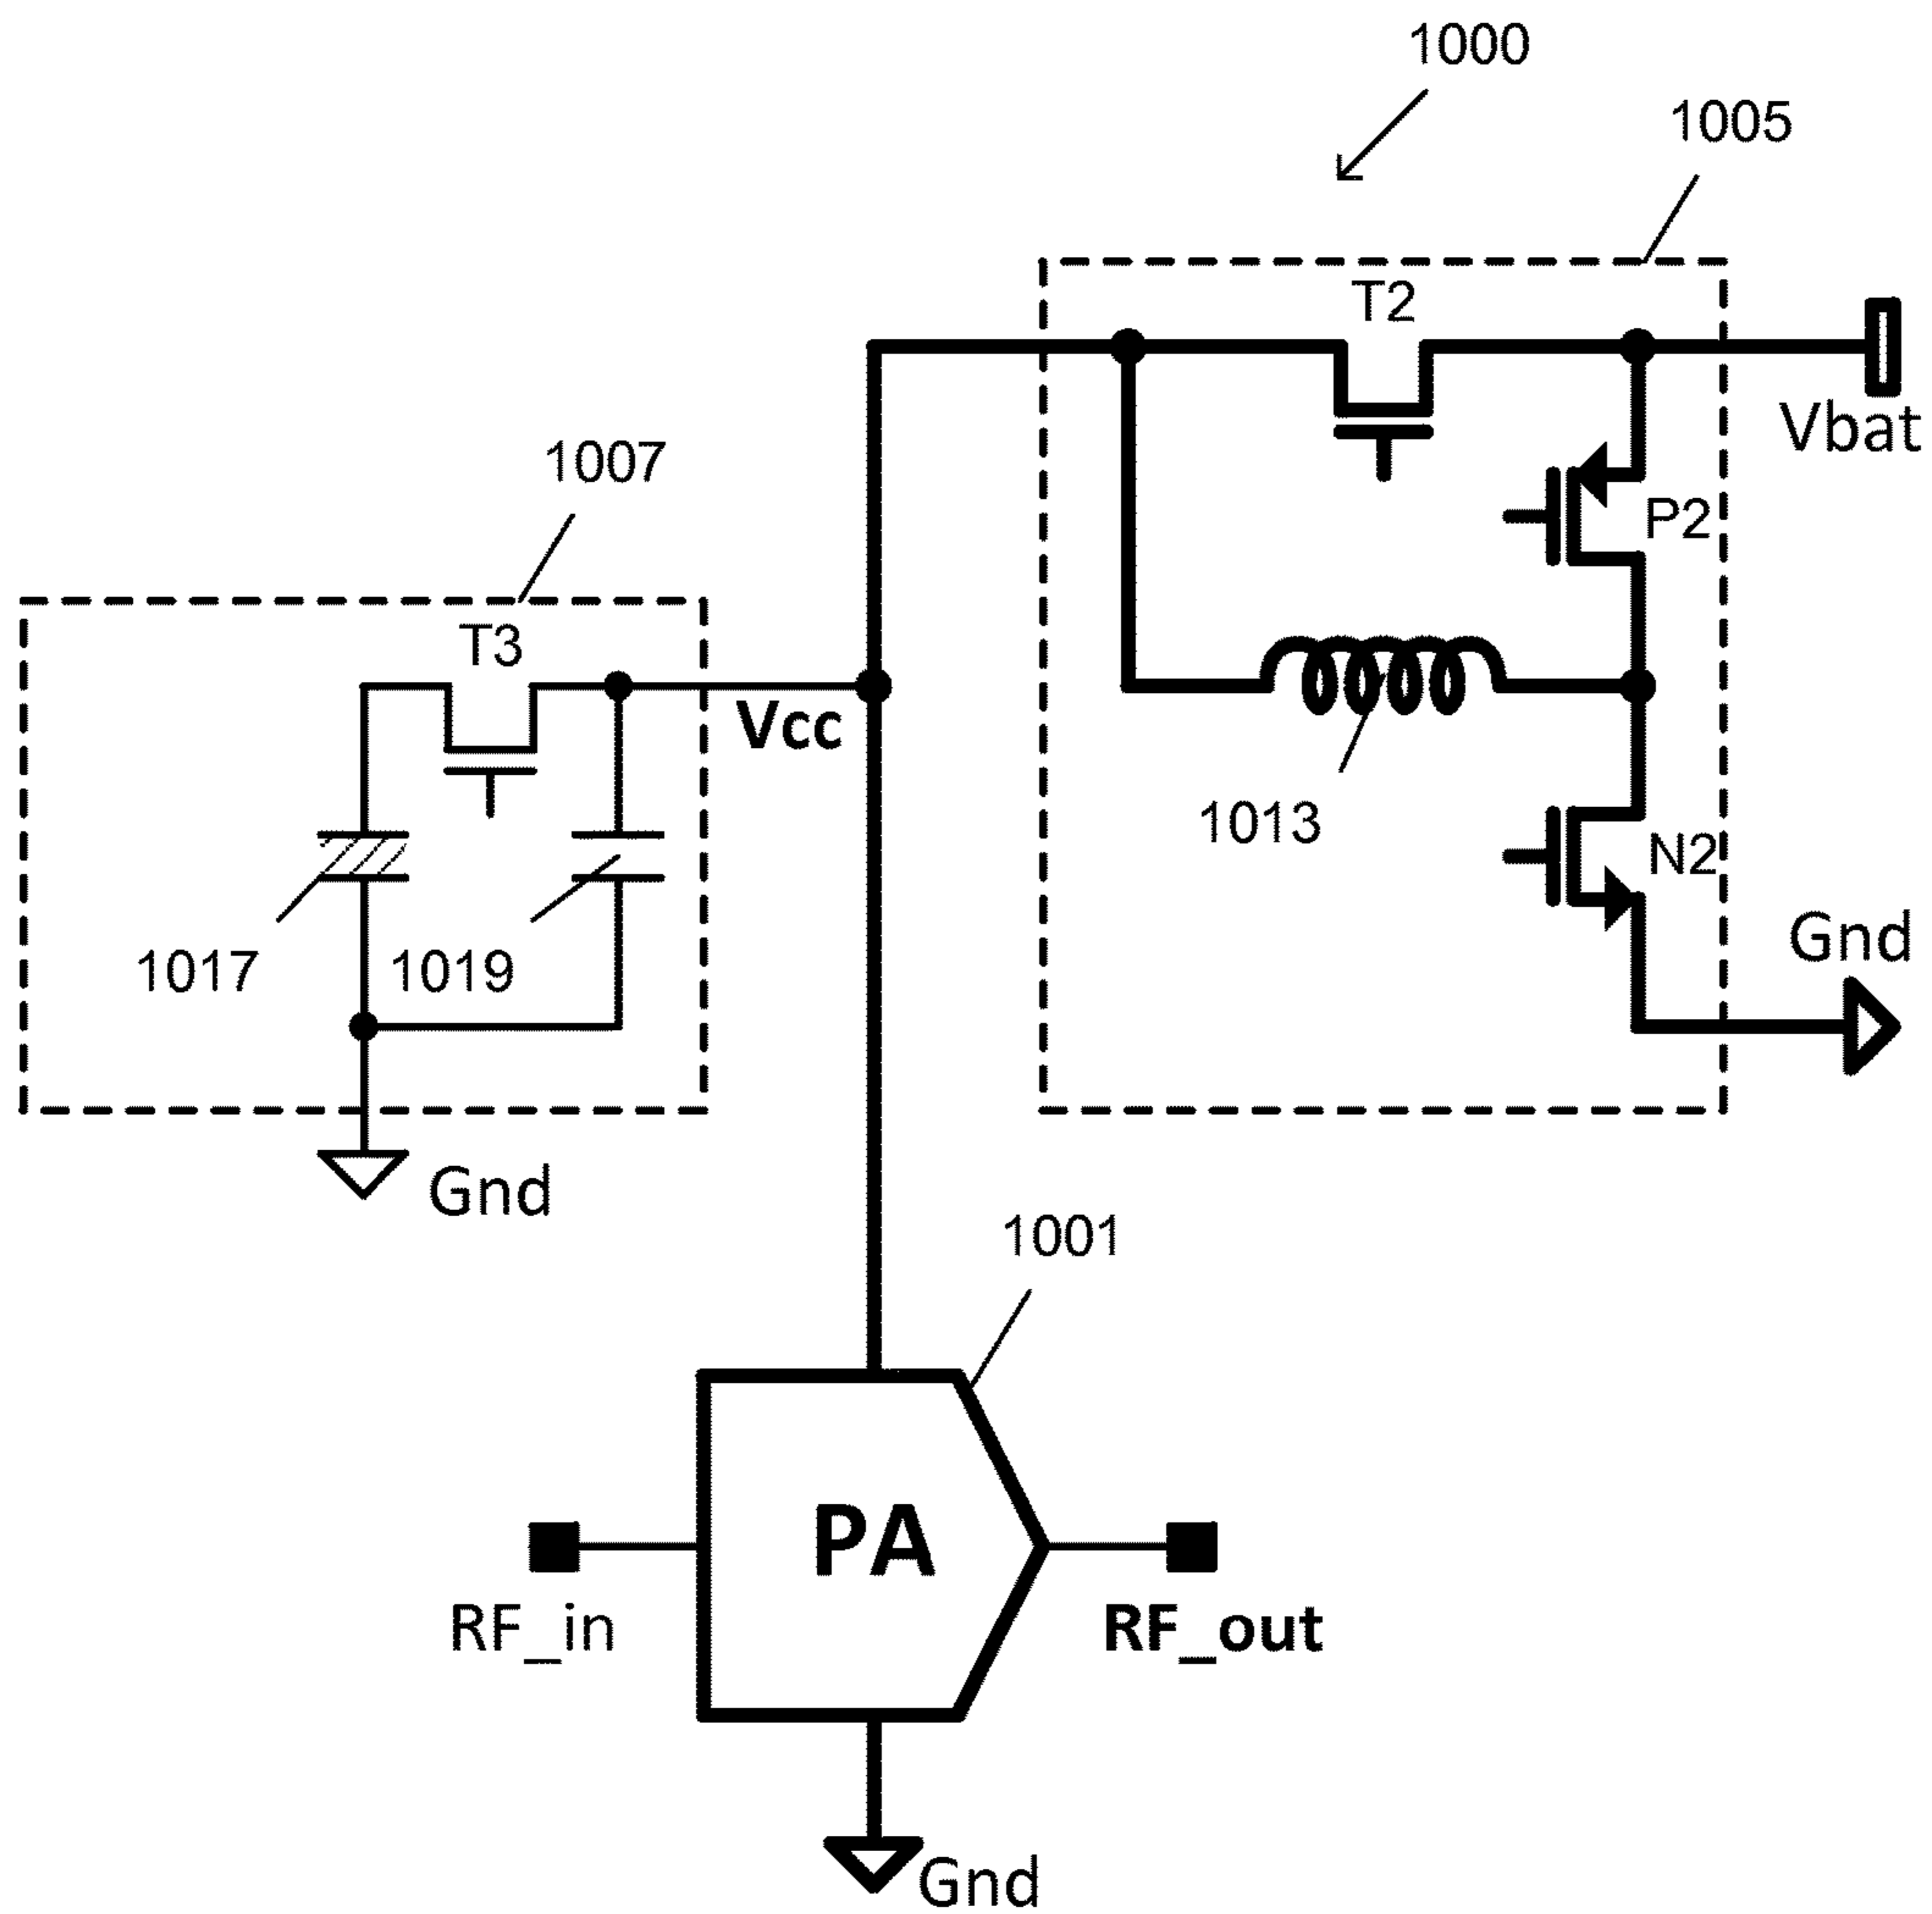 1000
1005
T2
Vbat
1007
P2
T3
Vcc
1013
N2
Gnd
1017
1019
Gnd
1001
PA
RF_in
RF_out
Gnd